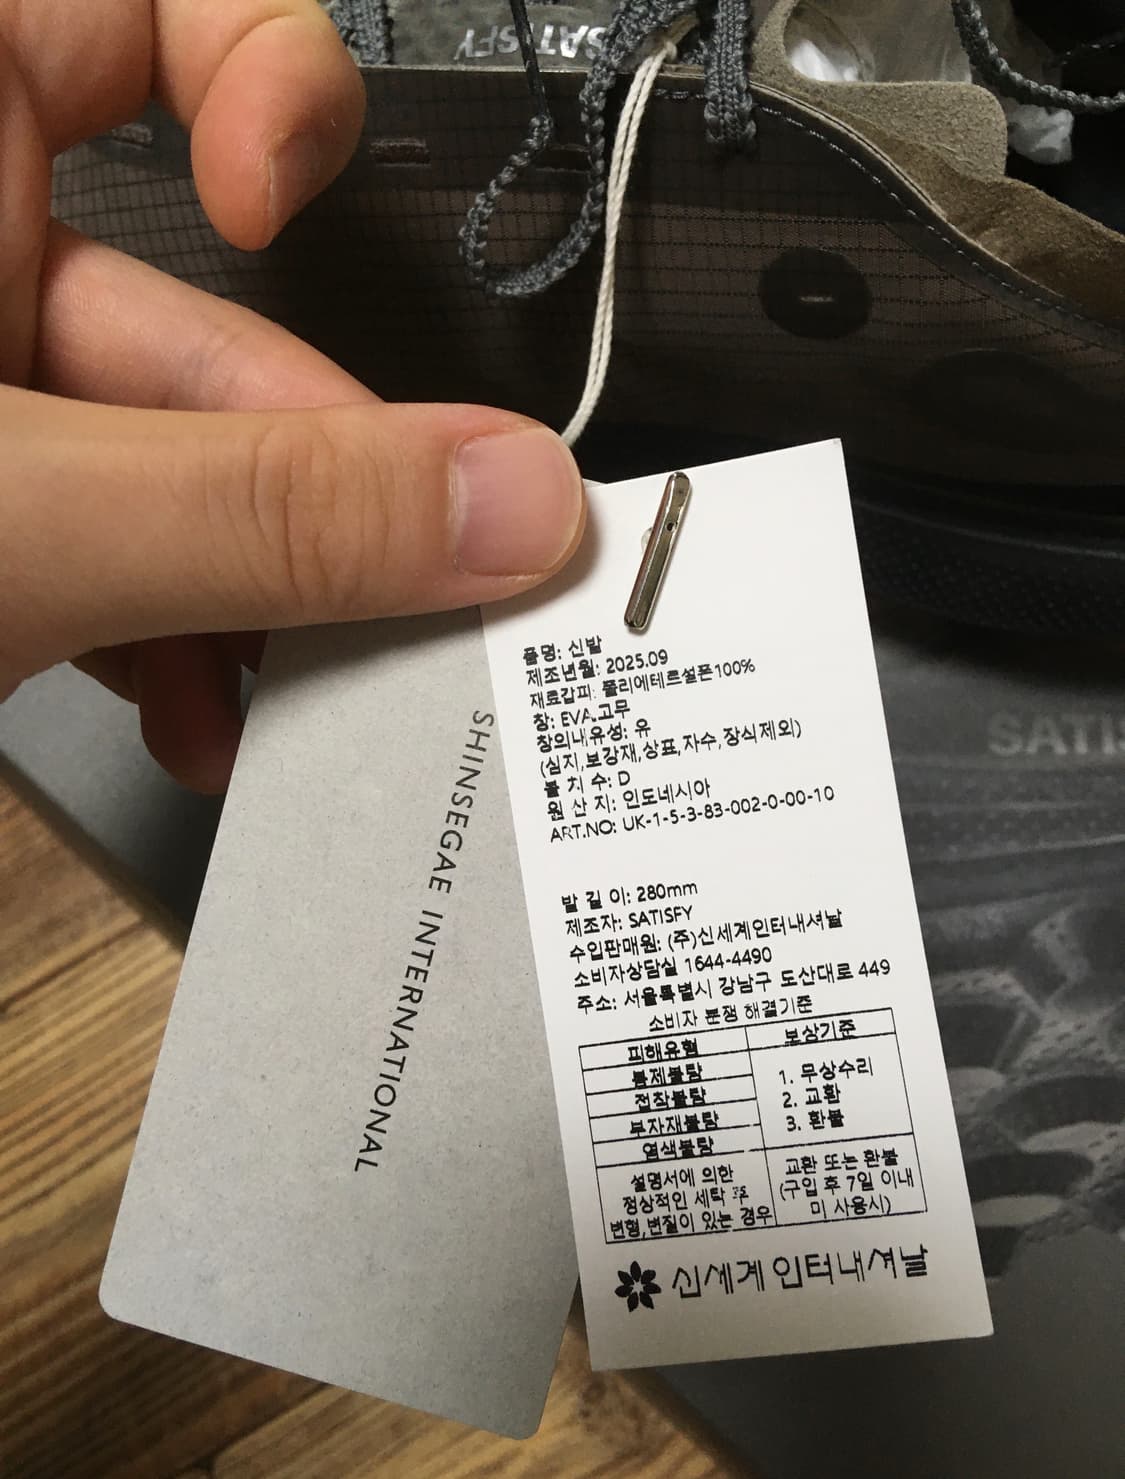 SATISFY
품명: 신발
제조년월: 2025.09
재료갑피: 폴리에테르설폰100%
창: EVA,고무
창의내유성: 유
(심지,보강재,상표,자수,장식제외)
볼 치 수: D
원 산 지: 인도네시아
ART.NO: UK-1-5-3-83-002-0-00-10
발 길 이: 280mm
제조자: SATISFY
수입판매원: (주)신세계인터내셔날
소비자상담실 1644-4490
주소: 서울특별시 강남구 도산대로 449
소비자 분쟁 해결기준
피해유형
보상기준
봉제불량
접착불량
부자재불량
염색불량
1. 무상수리
2. 교환
3. 환불
설명서에 의한
정상적인 세탁 후
변형,변질이 있는 경우
교환 또는 환불
(구입 후 7일 이내
미 사용시)
신세계인터내셔날
SHINSEGAE INTERNATIONAL